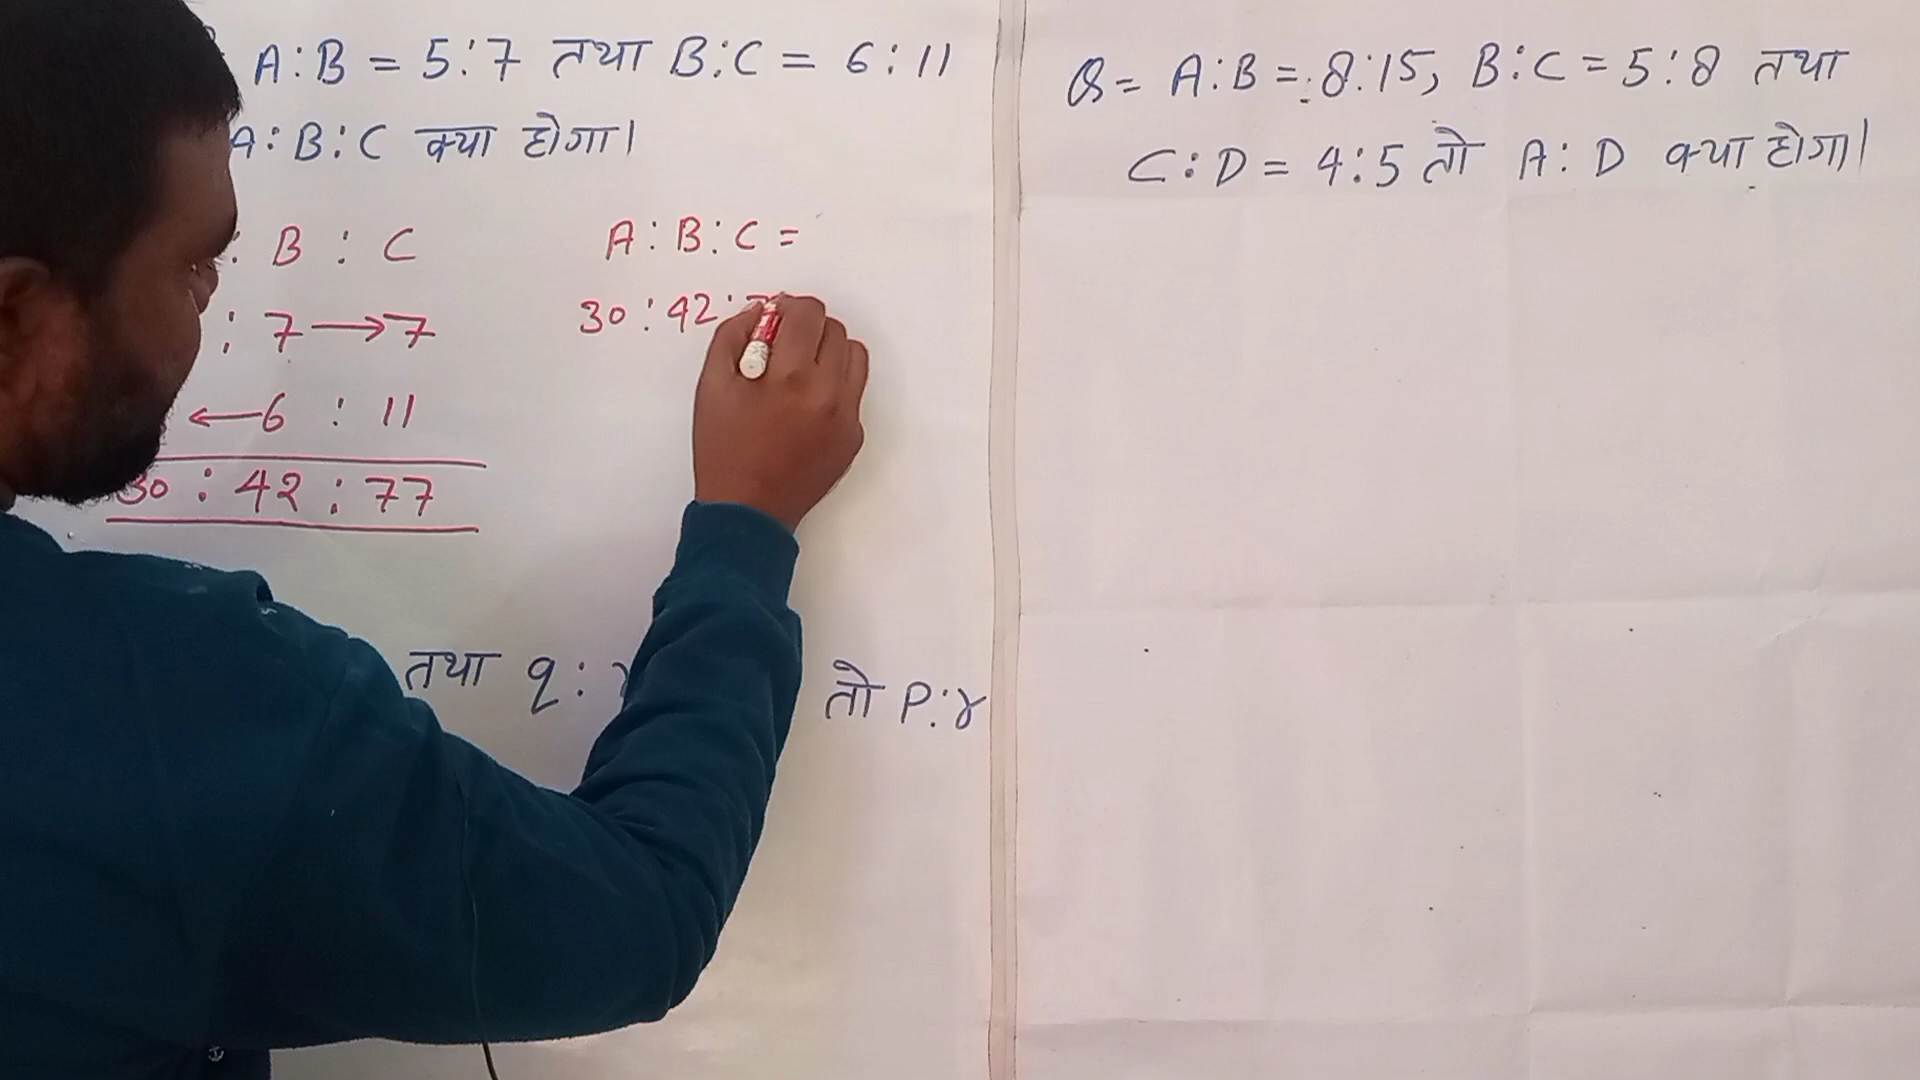 A:B = 5:7 तथा B:C = 6:11
A:B:C क्या होगा।
: B : C
: 7 → 7
← 6 : 11
30 : 42 : 77
A:B:C =
30:42:7
तथा q:
तो P:r
Q= A:B = 8:15, B:C = 5:8 तथा
C:D = 4:5 तो A:D क्या होगा।